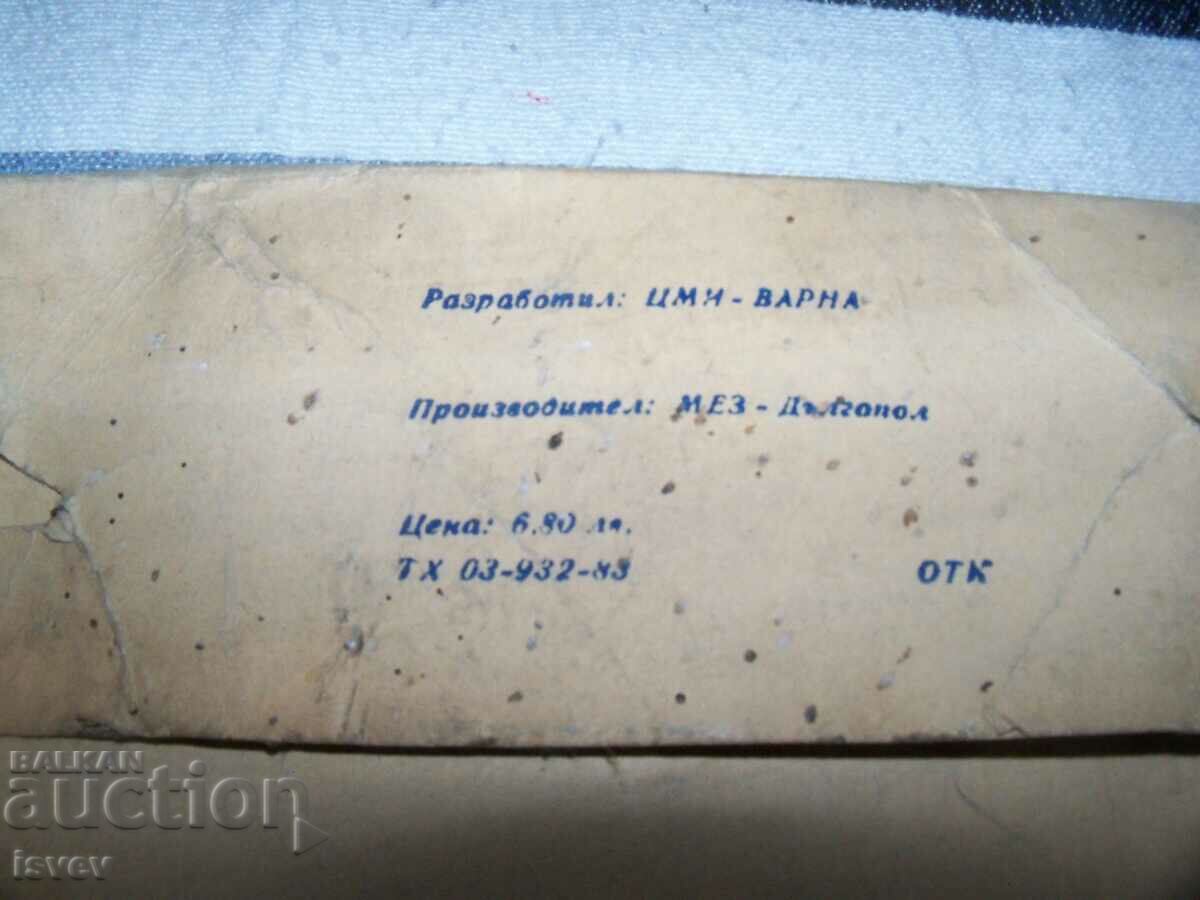 Разработил: ЦМИ - ВАРНА
Производител: МЕЗ - Дългопол
Цена: 6.80 лв.
ТХ 03-932-83 ОТК
BALKAN
auction
isvev